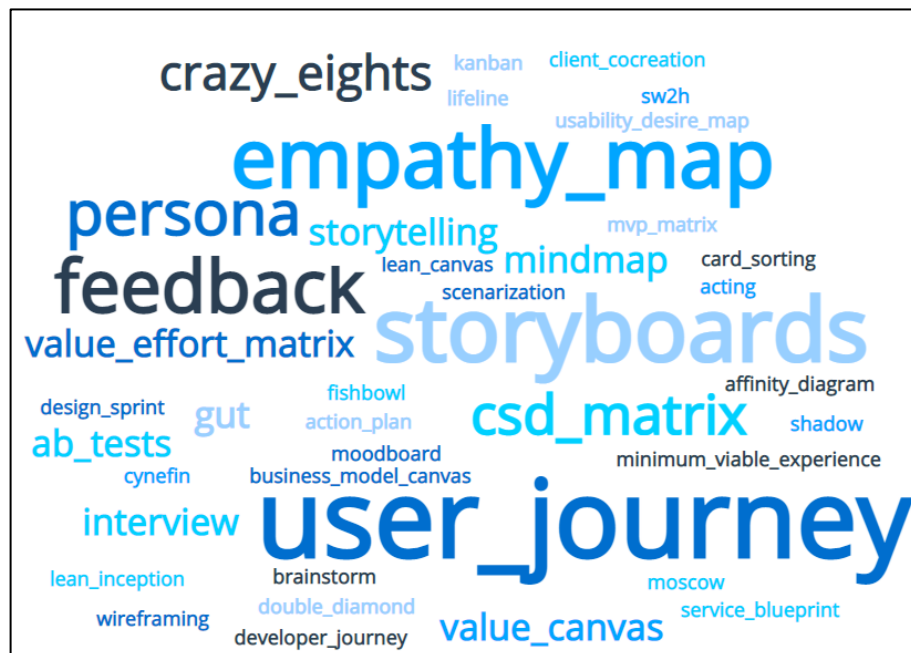 crazy_eights
kanban
client_cocreation
lifeline
sw2h
usability_desire_map
empathy_map
persona
storytelling
mvp_matrix
feedback
lean_canvas
mindmap
card_sorting
scenarization
acting
storyboards
value_effort_matrix
affinity_diagram
fishbowl
design_sprint
gut
action_plan
csd_matrix
shadow
ab_tests
moodboard
minimum_viable_experience
cynefin
business_model_canvas
interview
user_journey
lean_inception
brainstorm
moscow
double_diamond
service_blueprint
wireframing
developer_journey
value_canvas